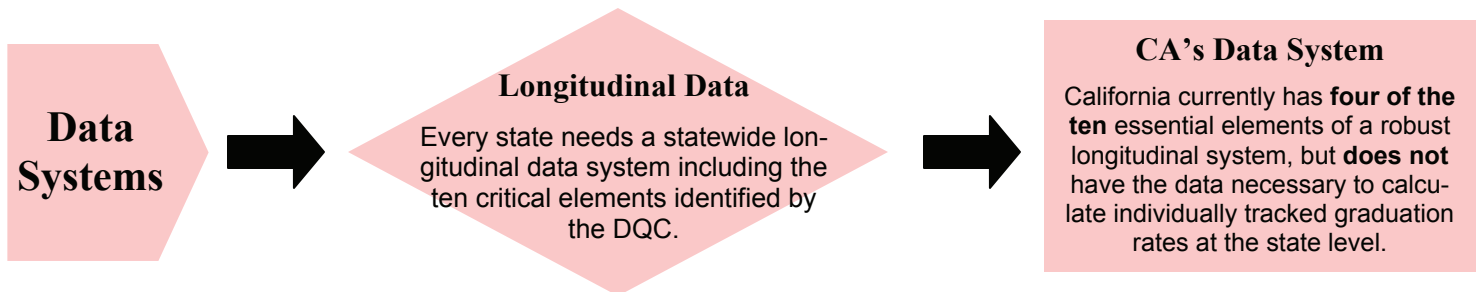 Data
Systems
Longitudinal Data
Every state needs a statewide lon-
gitudinal data system including the
ten critical elements identified by
the DQC.
CA's Data System
California currently has four of the
ten essential elements of a robust
longitudinal system, but does not
have the data necessary to calcu-
late individually tracked graduation
rates at the state level.